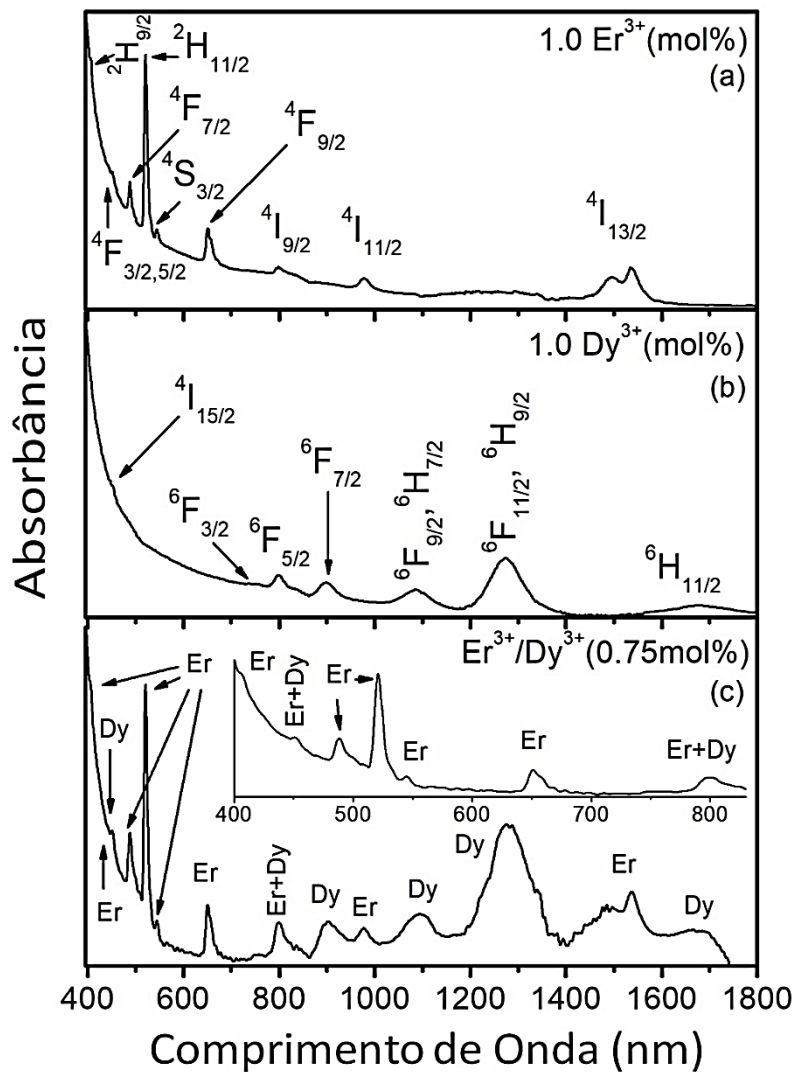 Absorbância
1.0 Er³⁺(mol%)
(a)
²H₉/₂
²H₁₁/₂
⁴F₇/₂
⁴S₃/₂
⁴F₉/₂
⁴F₃/₂,₅/₂
⁴I₉/₂
⁴I₁₁/₂
⁴I₁₃/₂
1.0 Dy³⁺(mol%)
(b)
⁴I₁₅/₂
⁶F₃/₂
⁶F₅/₂
⁶F₇/₂
⁶F₉/₂, ⁶H₇/₂
⁶F₁₁/₂, ⁶H₉/₂
⁶H₁₁/₂
Er³⁺/Dy³⁺(0.75mol%)
(c)
Er
Dy
Er
Er
Er+Dy
Dy
Er
Dy
Dy
Er
Dy
Er
Er+Dy
Er
Er
Er
Er+Dy
400 500 600 700 800
400 600 800 1000 1200 1400 1600 1800
Comprimento de Onda (nm)